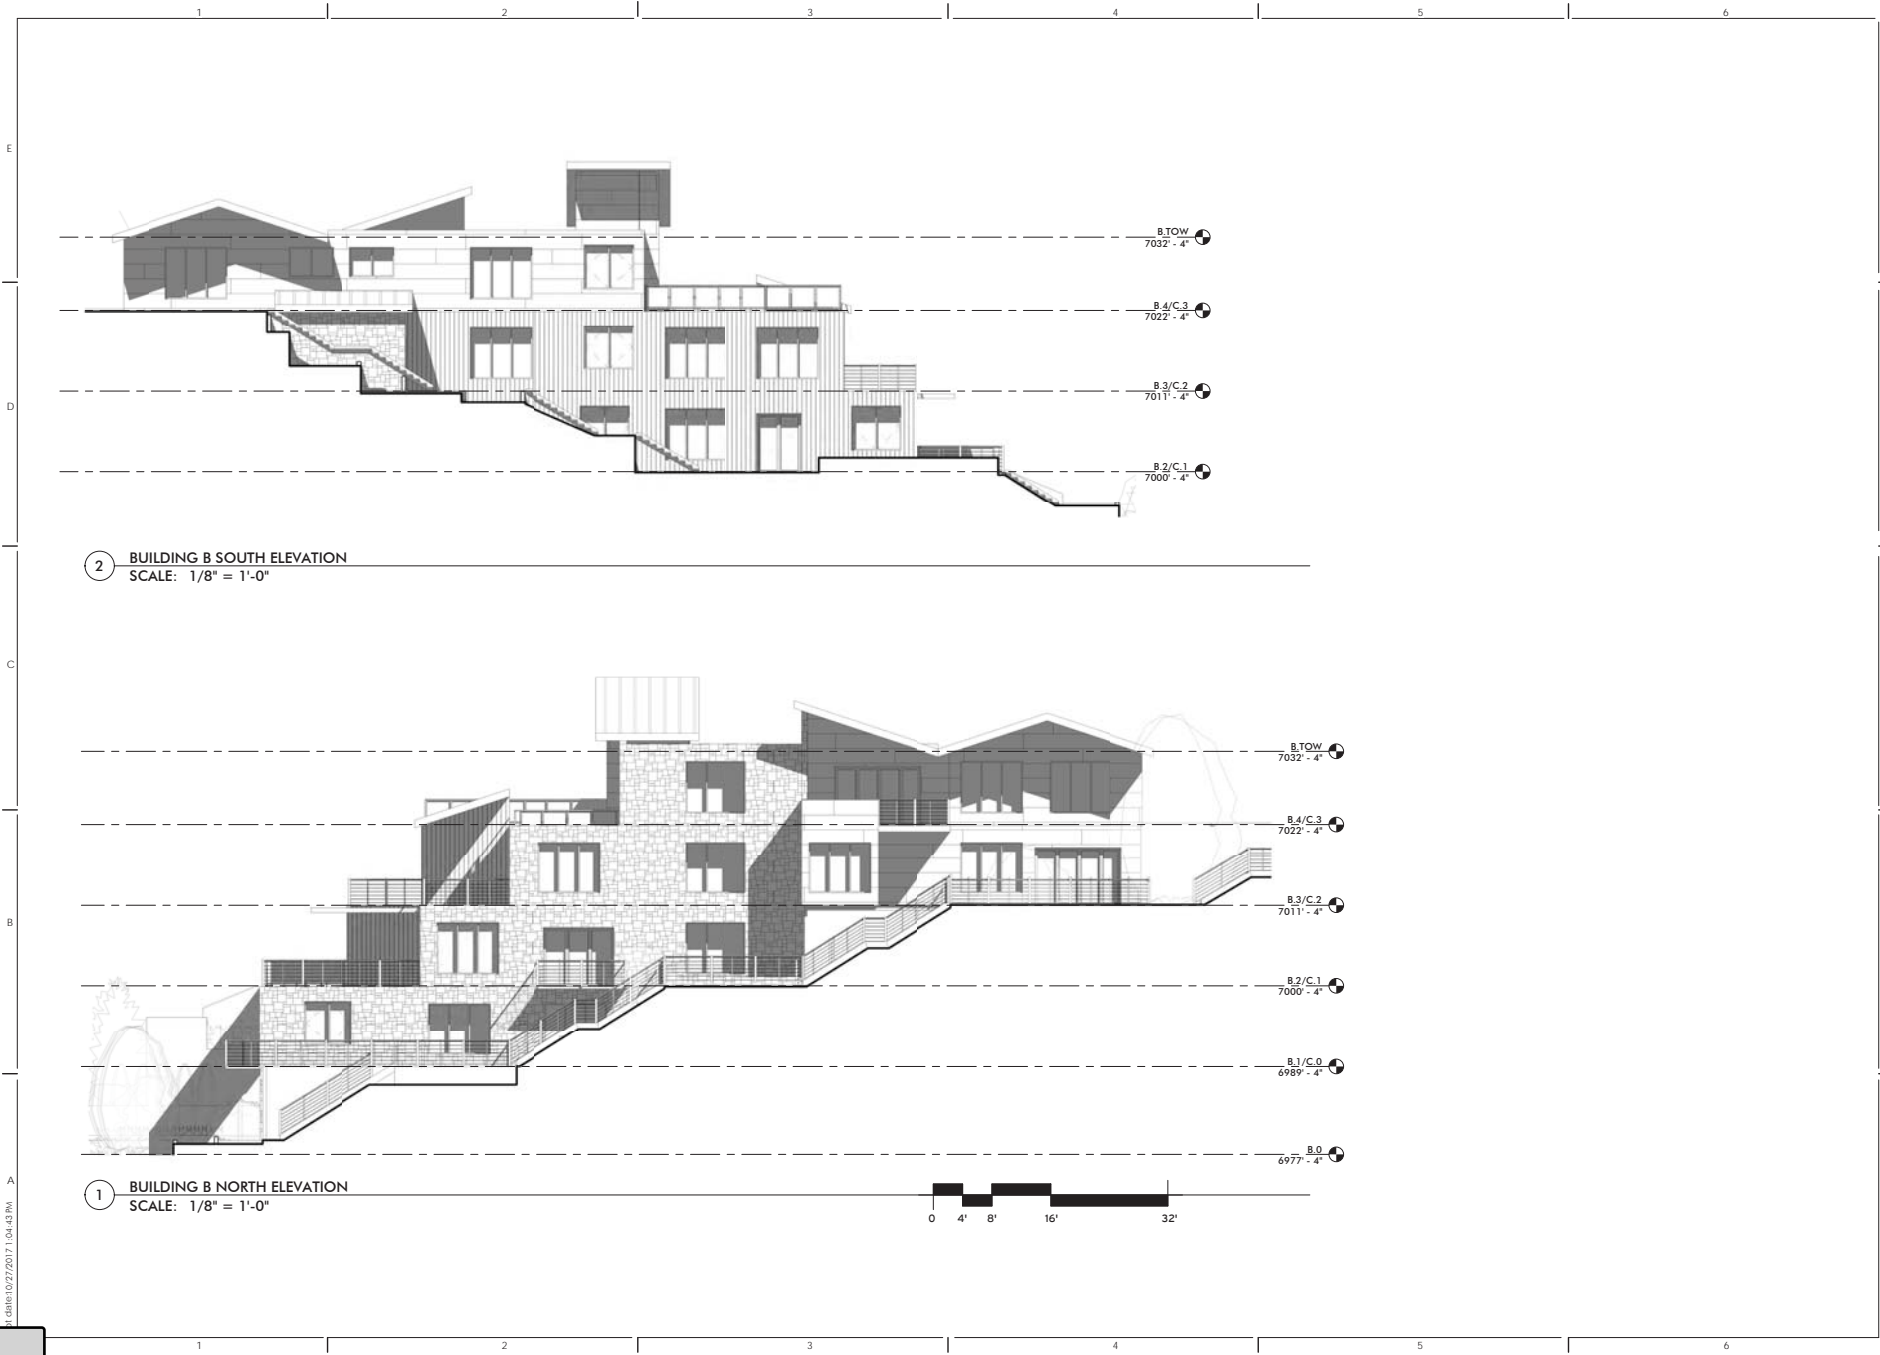 1 2 3 4 5 6
E
B.TOW
7032' - 4"
B.4/C.3
7022' - 4"
D
B.3/C.2
7011' - 4"
B.2/C.1
7000' - 4"
2
BUILDING B SOUTH ELEVATION
SCALE: 1/8" = 1'-0"
C
B.TOW
7032' - 4"
B.4/C.3
7022' - 4"
B.3/C.2
7011' - 4"
B
B.2/C.1
7000' - 4"
B.1/C.0
6989' - 4"
B.0
6977' - 4"
A
1
BUILDING B NORTH ELEVATION
SCALE: 1/8" = 1'-0"
0 4' 8' 16' 32'
date:10/27/2017 1:04:43 PM
1 2 3 4 5 6